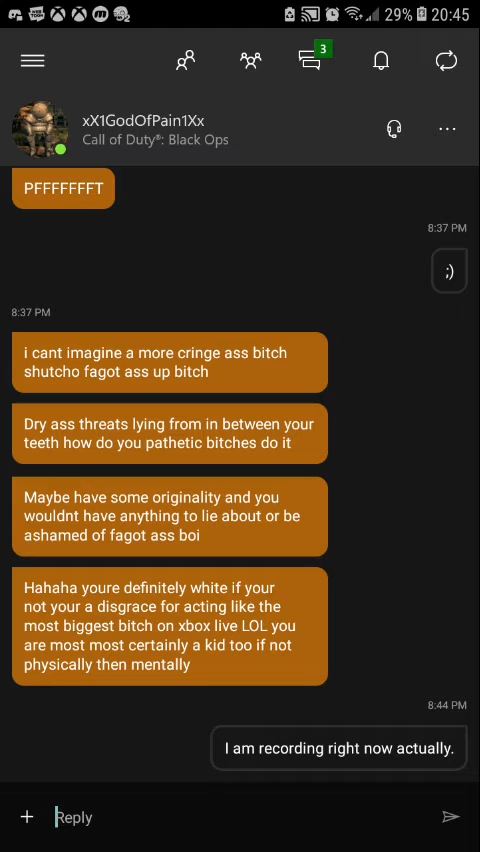 29% 20:45
3
xX1GodOfPain1Xx
Call of Duty®: Black Ops
PFFFFFFFT
8:37 PM
;)
8:37 PM
i cant imagine a more cringe ass bitch
shutcho fagot ass up bitch
Dry ass threats lying from in between your
teeth how do you pathetic bitches do it
Maybe have some originality and you
wouldnt have anything to lie about or be
ashamed of fagot ass boi
Hahaha youre definitely white if your
not your a disgrace for acting like the
most biggest bitch on xbox live LOL you
are most most certainly a kid too if not
physically then mentally
8:44 PM
I am recording right now actually.
Reply